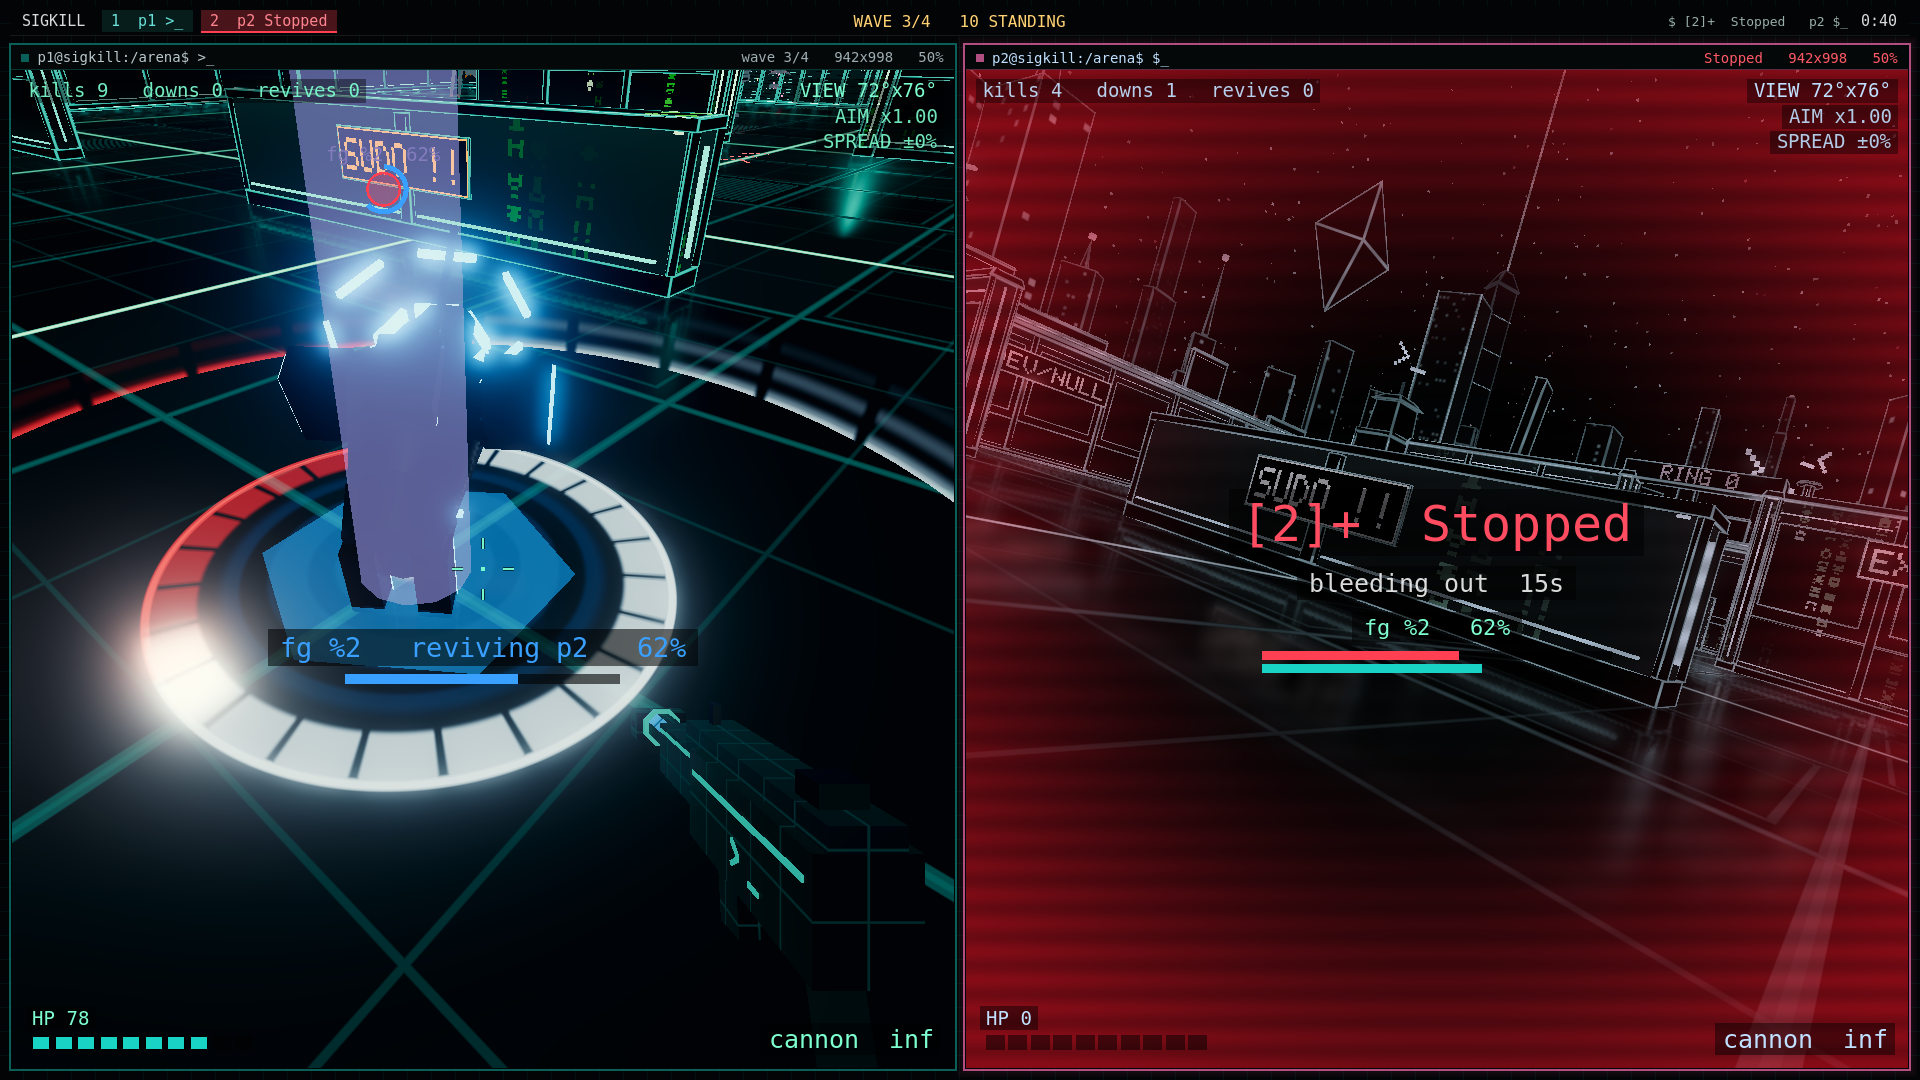 SIGKILL 1 p1 >_ 2 p2 Stopped WAVE 3/4 10 STANDING $ [2]+ Stopped p2 $_ 0:40
p1@sigkill:/arena$ >_ wave 3/4 942x998 50%
kills 9 downs 0 revives 0 VIEW 72°x76°
AIM x1.00
SPREAD ±0%
SUDO !!
fg %2 62%
fg %2 reviving p2 62%
HP 78
cannon inf
p2@sigkill:/arena$ $_ Stopped 942x998 50%
kills 4 downs 1 revives 0 VIEW 72°x76°
AIM x1.00
SPREAD ±0%
EV/NULL
RING 0
SUDO !!
EX
[2]+ Stopped
bleeding out 15s
fg %2 62%
HP 0
cannon inf